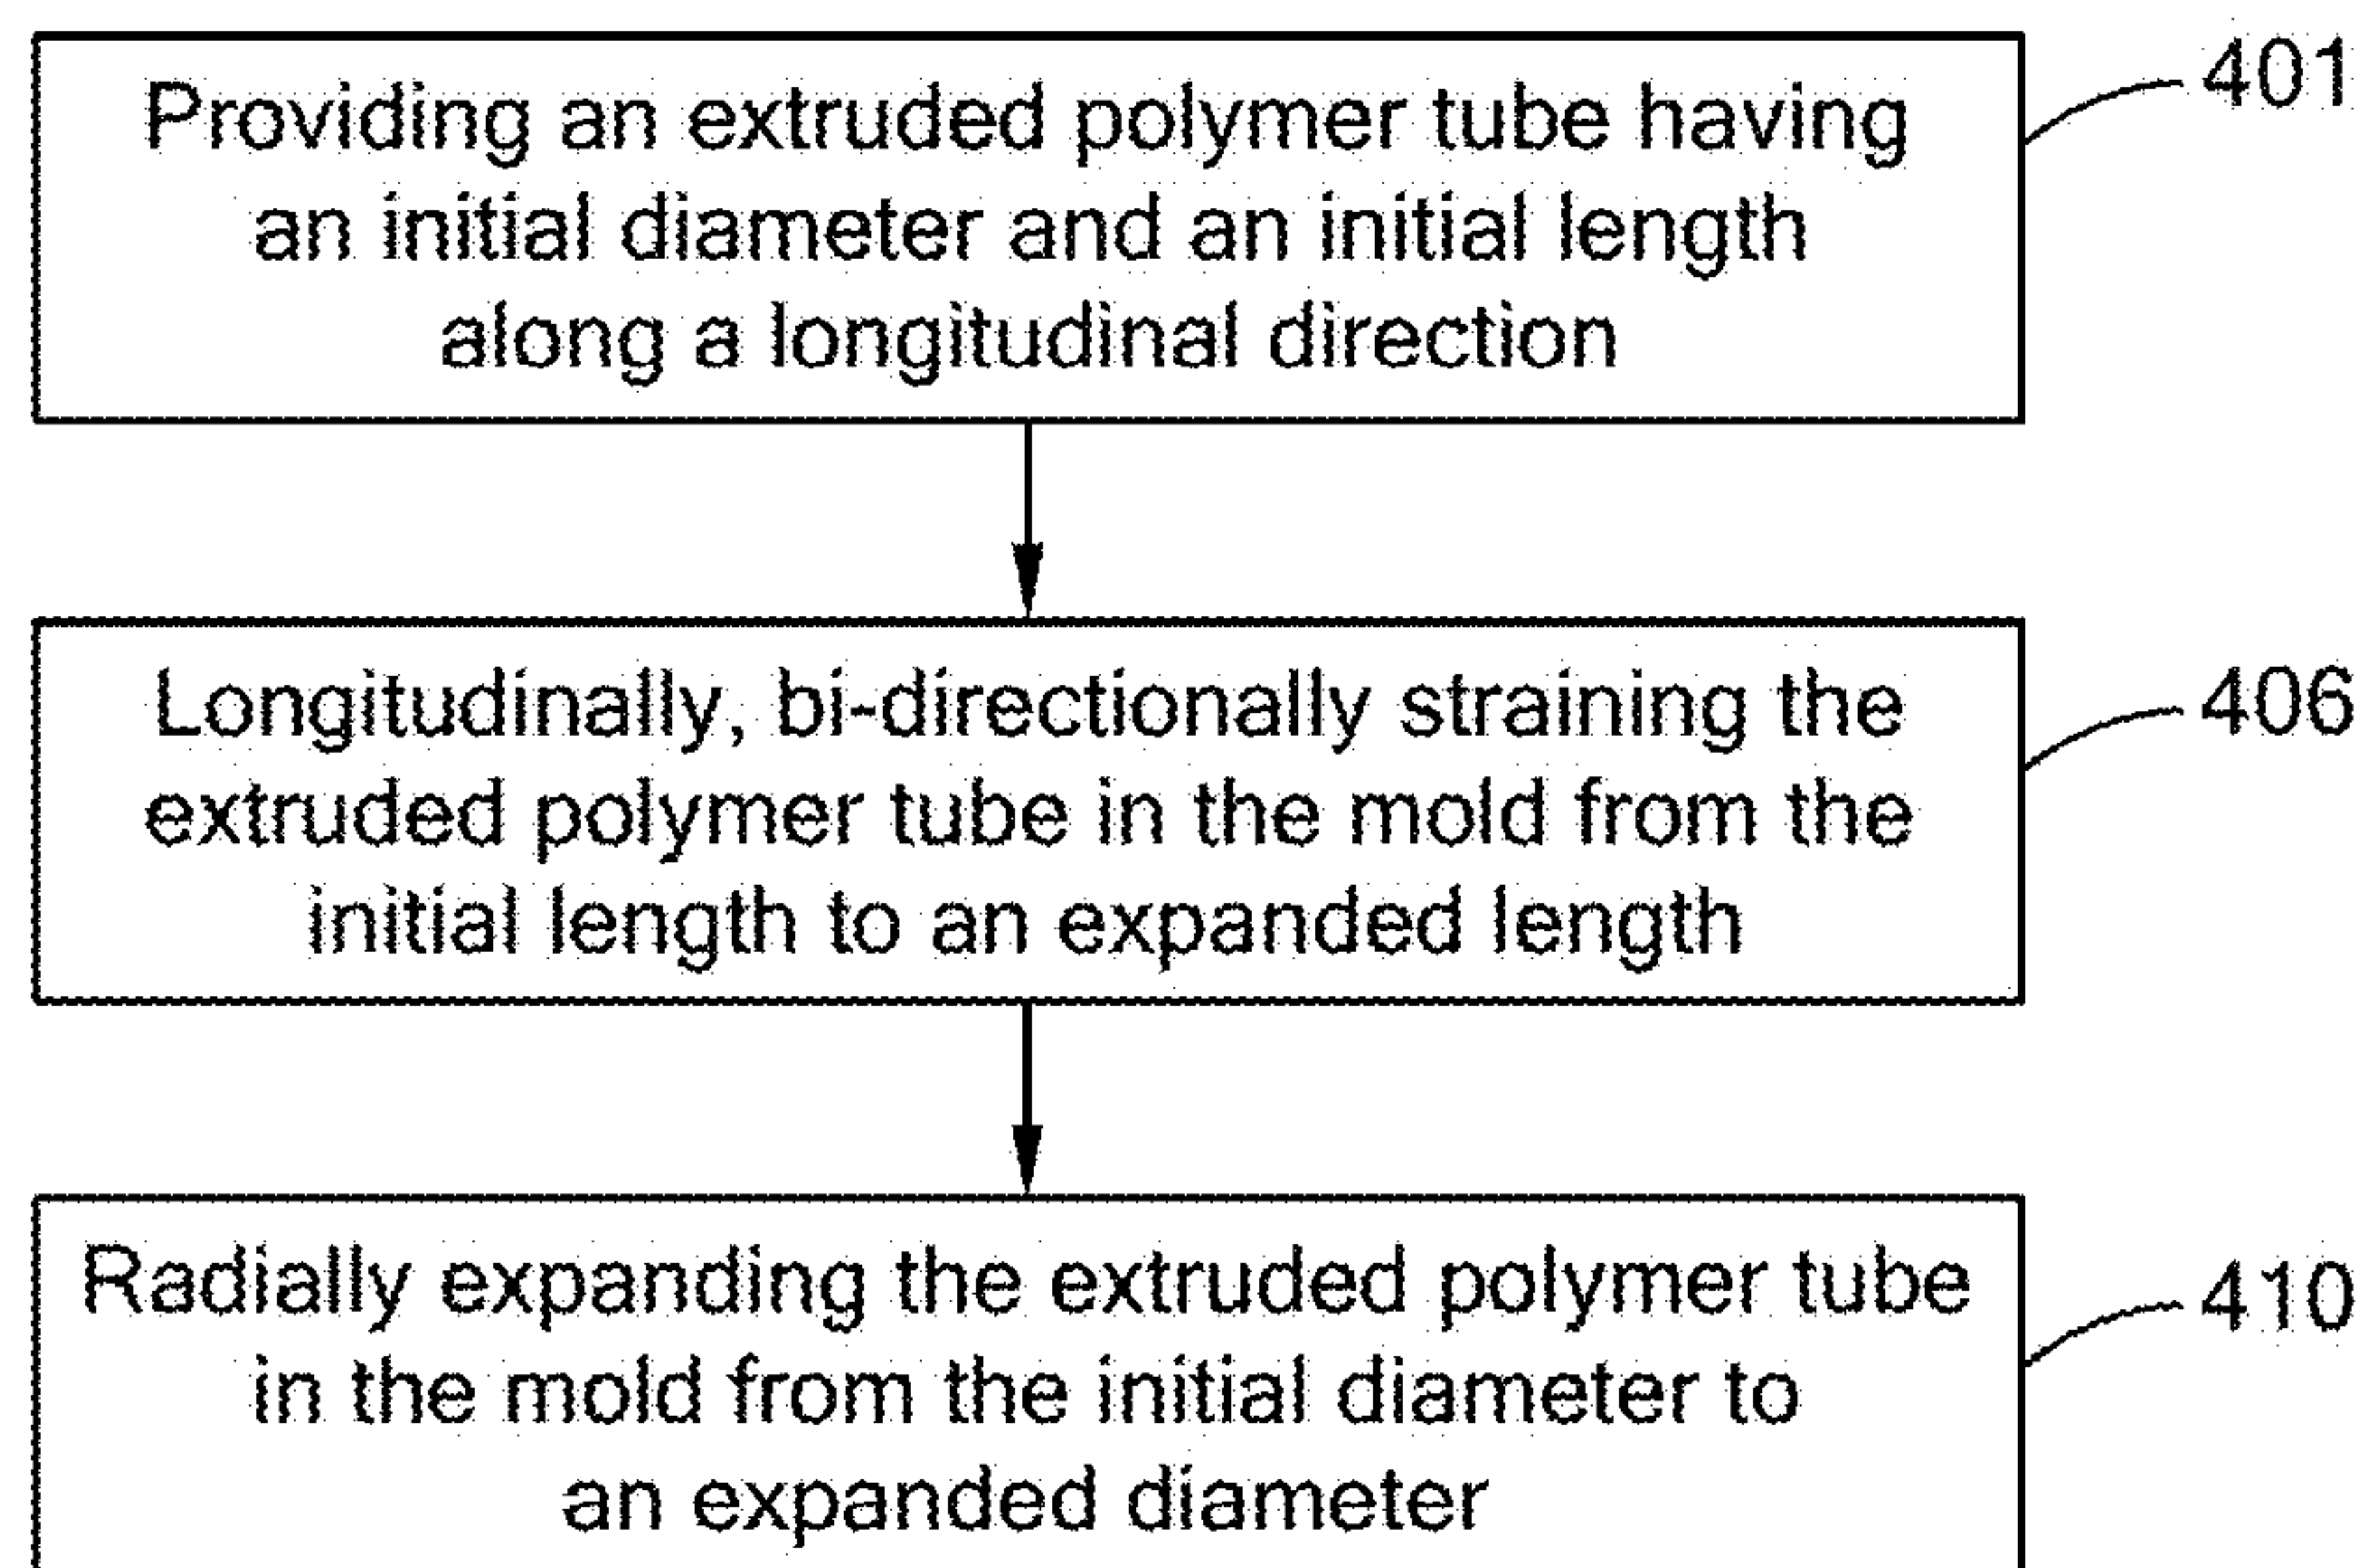 Providing an extruded polymer tube having
an initial diameter and an initial length
along a longitudinal direction
401
Longitudinally, bi-directionally straining the
extruded polymer tube in the mold from the
initial length to an expanded length
406
Radially expanding the extruded polymer tube
in the mold from the initial diameter to
an expanded diameter
410